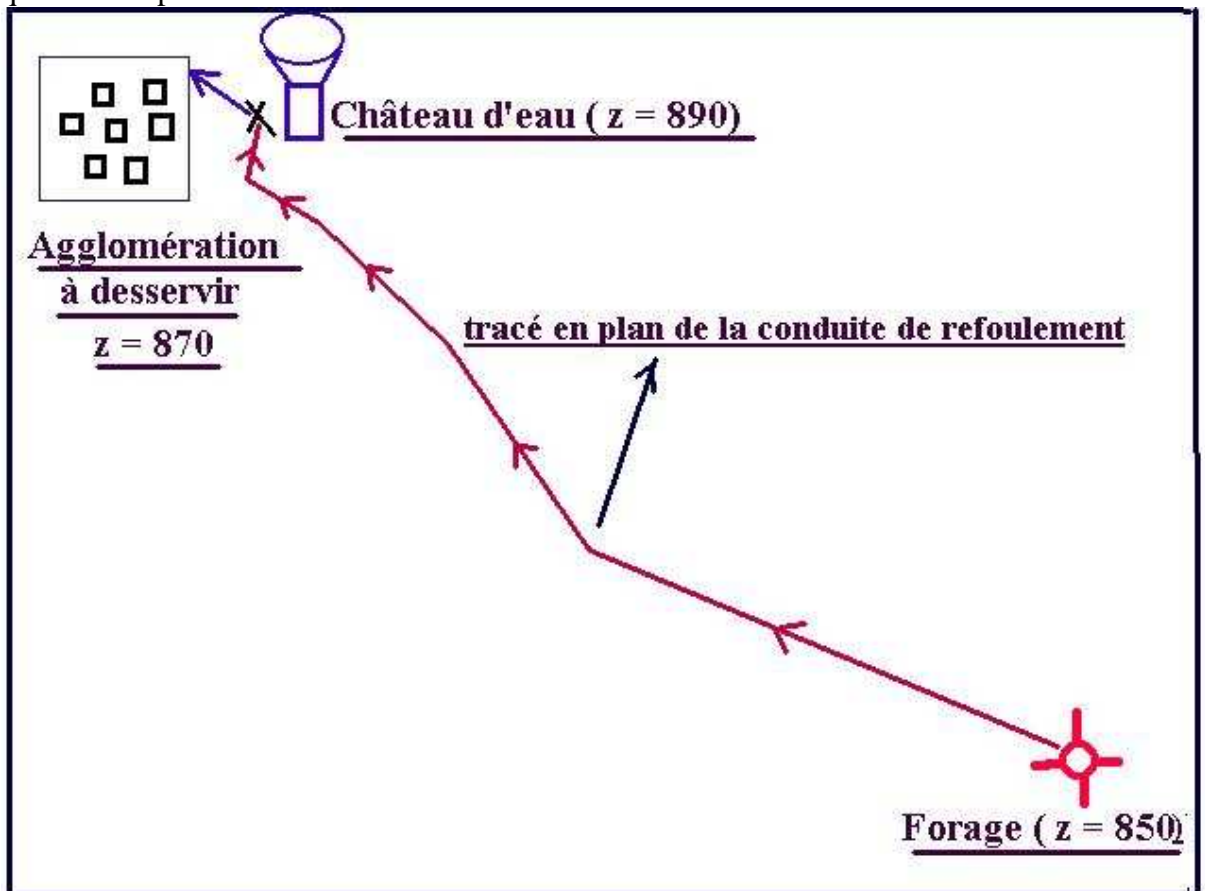 Château d'eau ( z = 890)
Agglomération
à desservir
z = 870
tracé en plan de la conduite de refoulement
Forage ( z = 850)